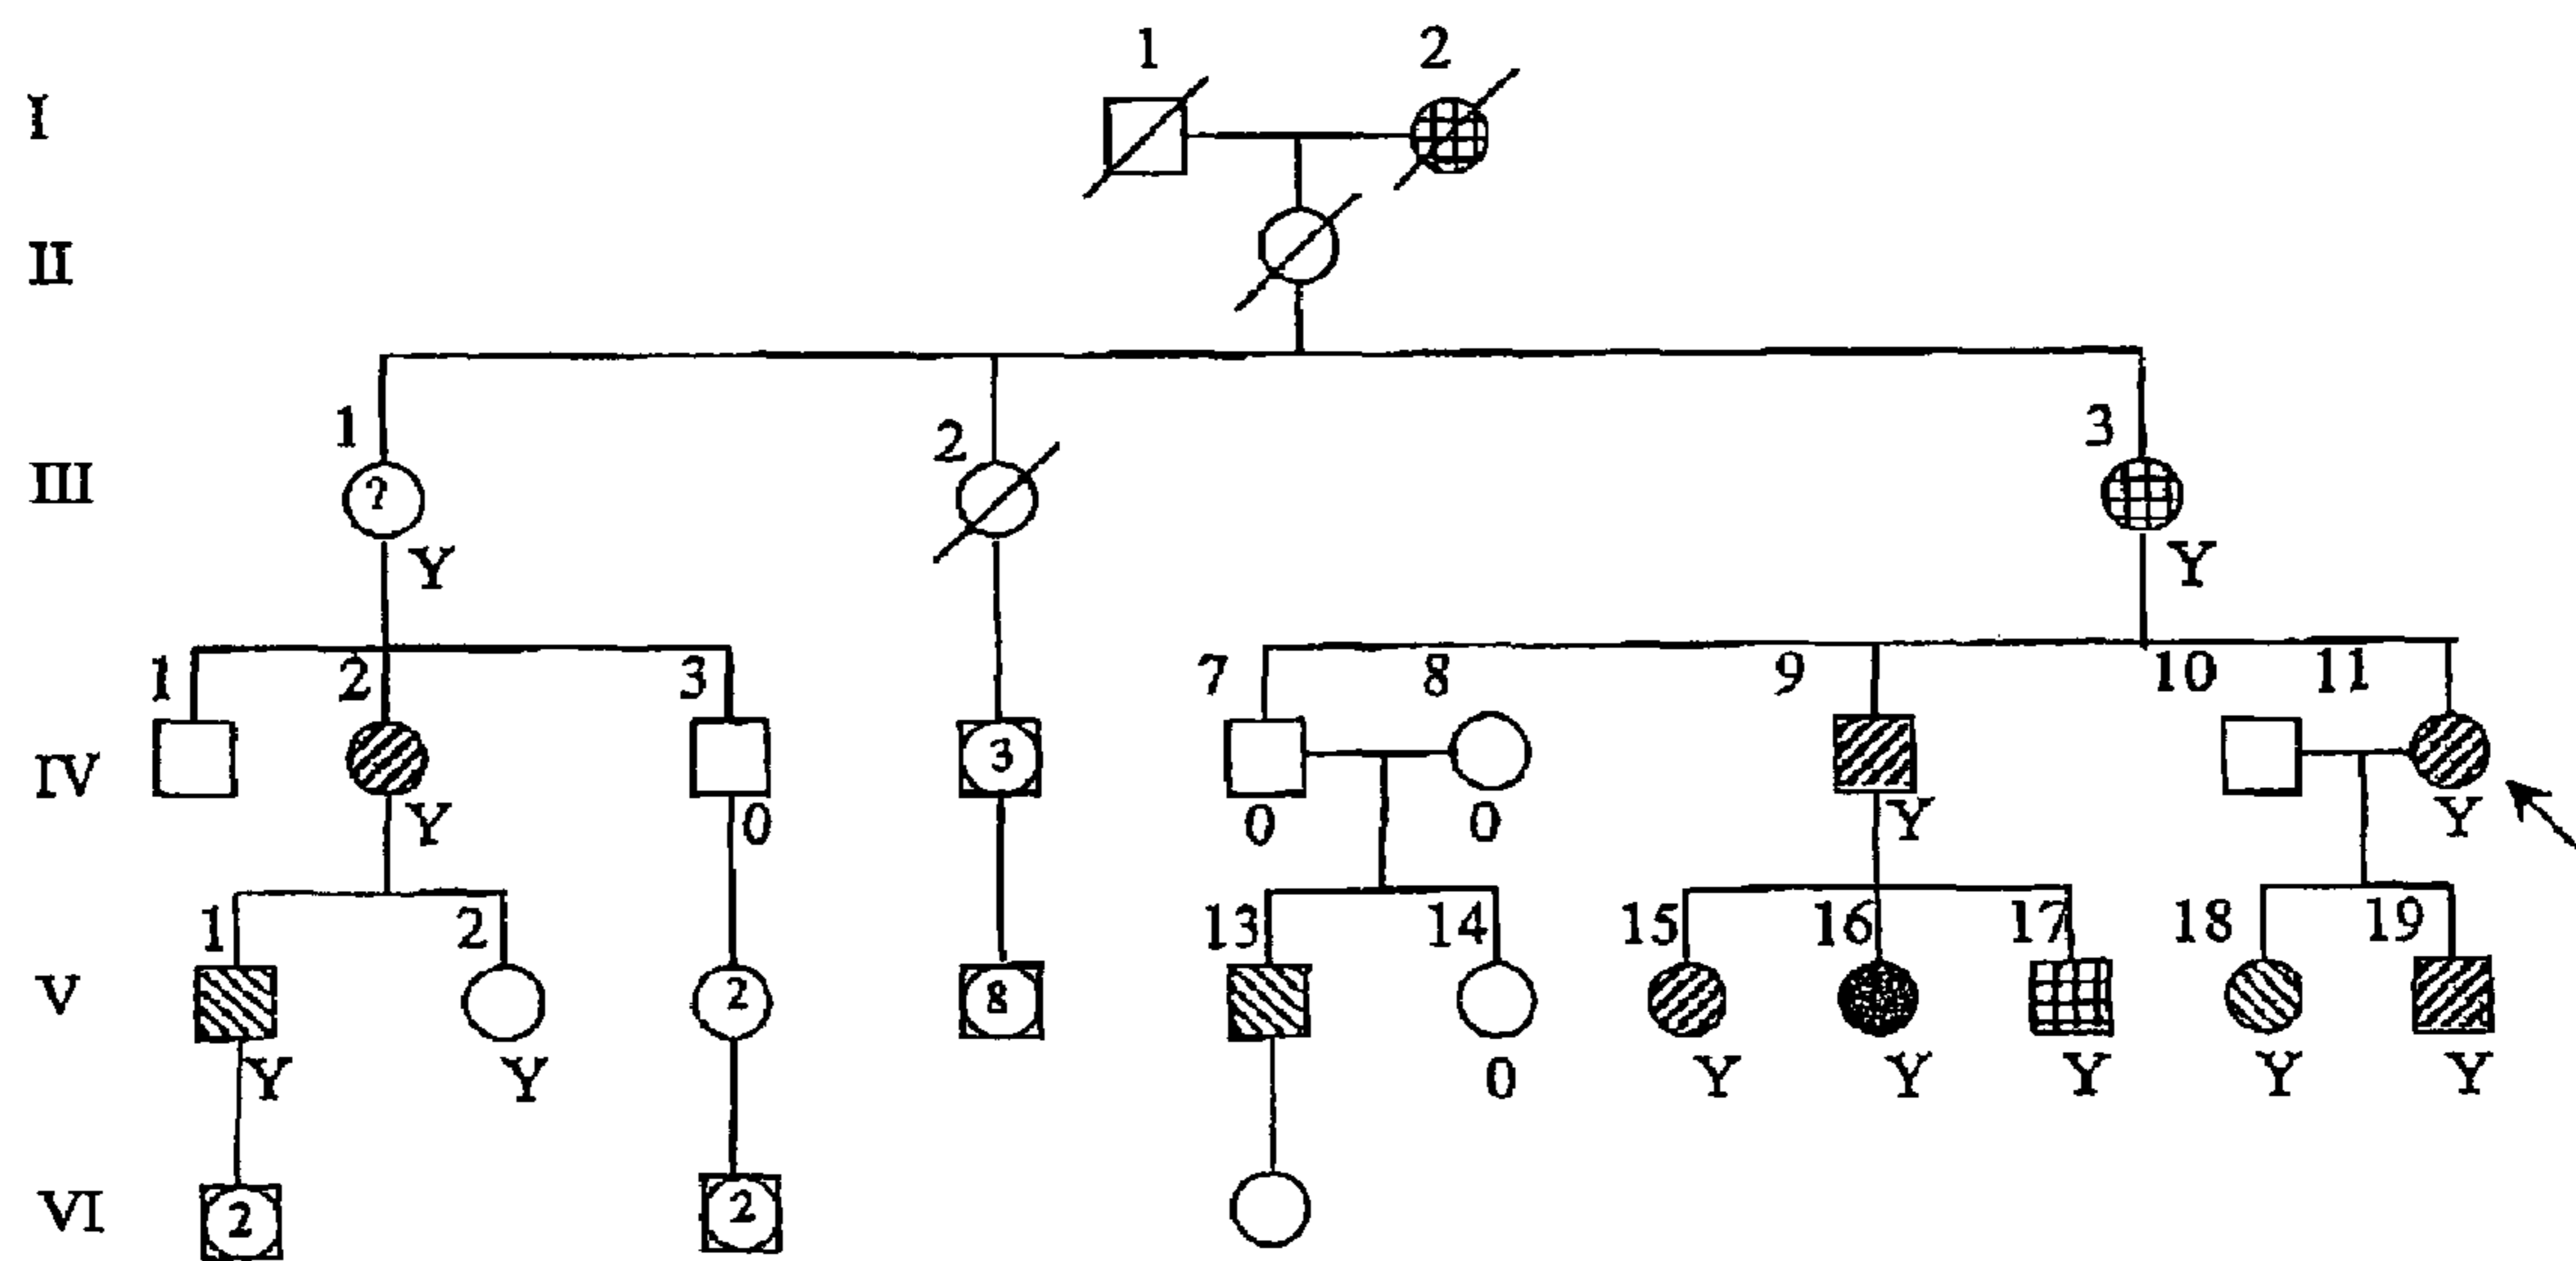 1 2
I
II
1 2 3
III
?
Y Y
1 2 3 7 8 9 10 11
IV 3
Y 0 0 0 Y Y
1 2 13 14 15 16 17 18 19
V 2 8
Y Y 0 Y Y Y Y Y
VI 2 2